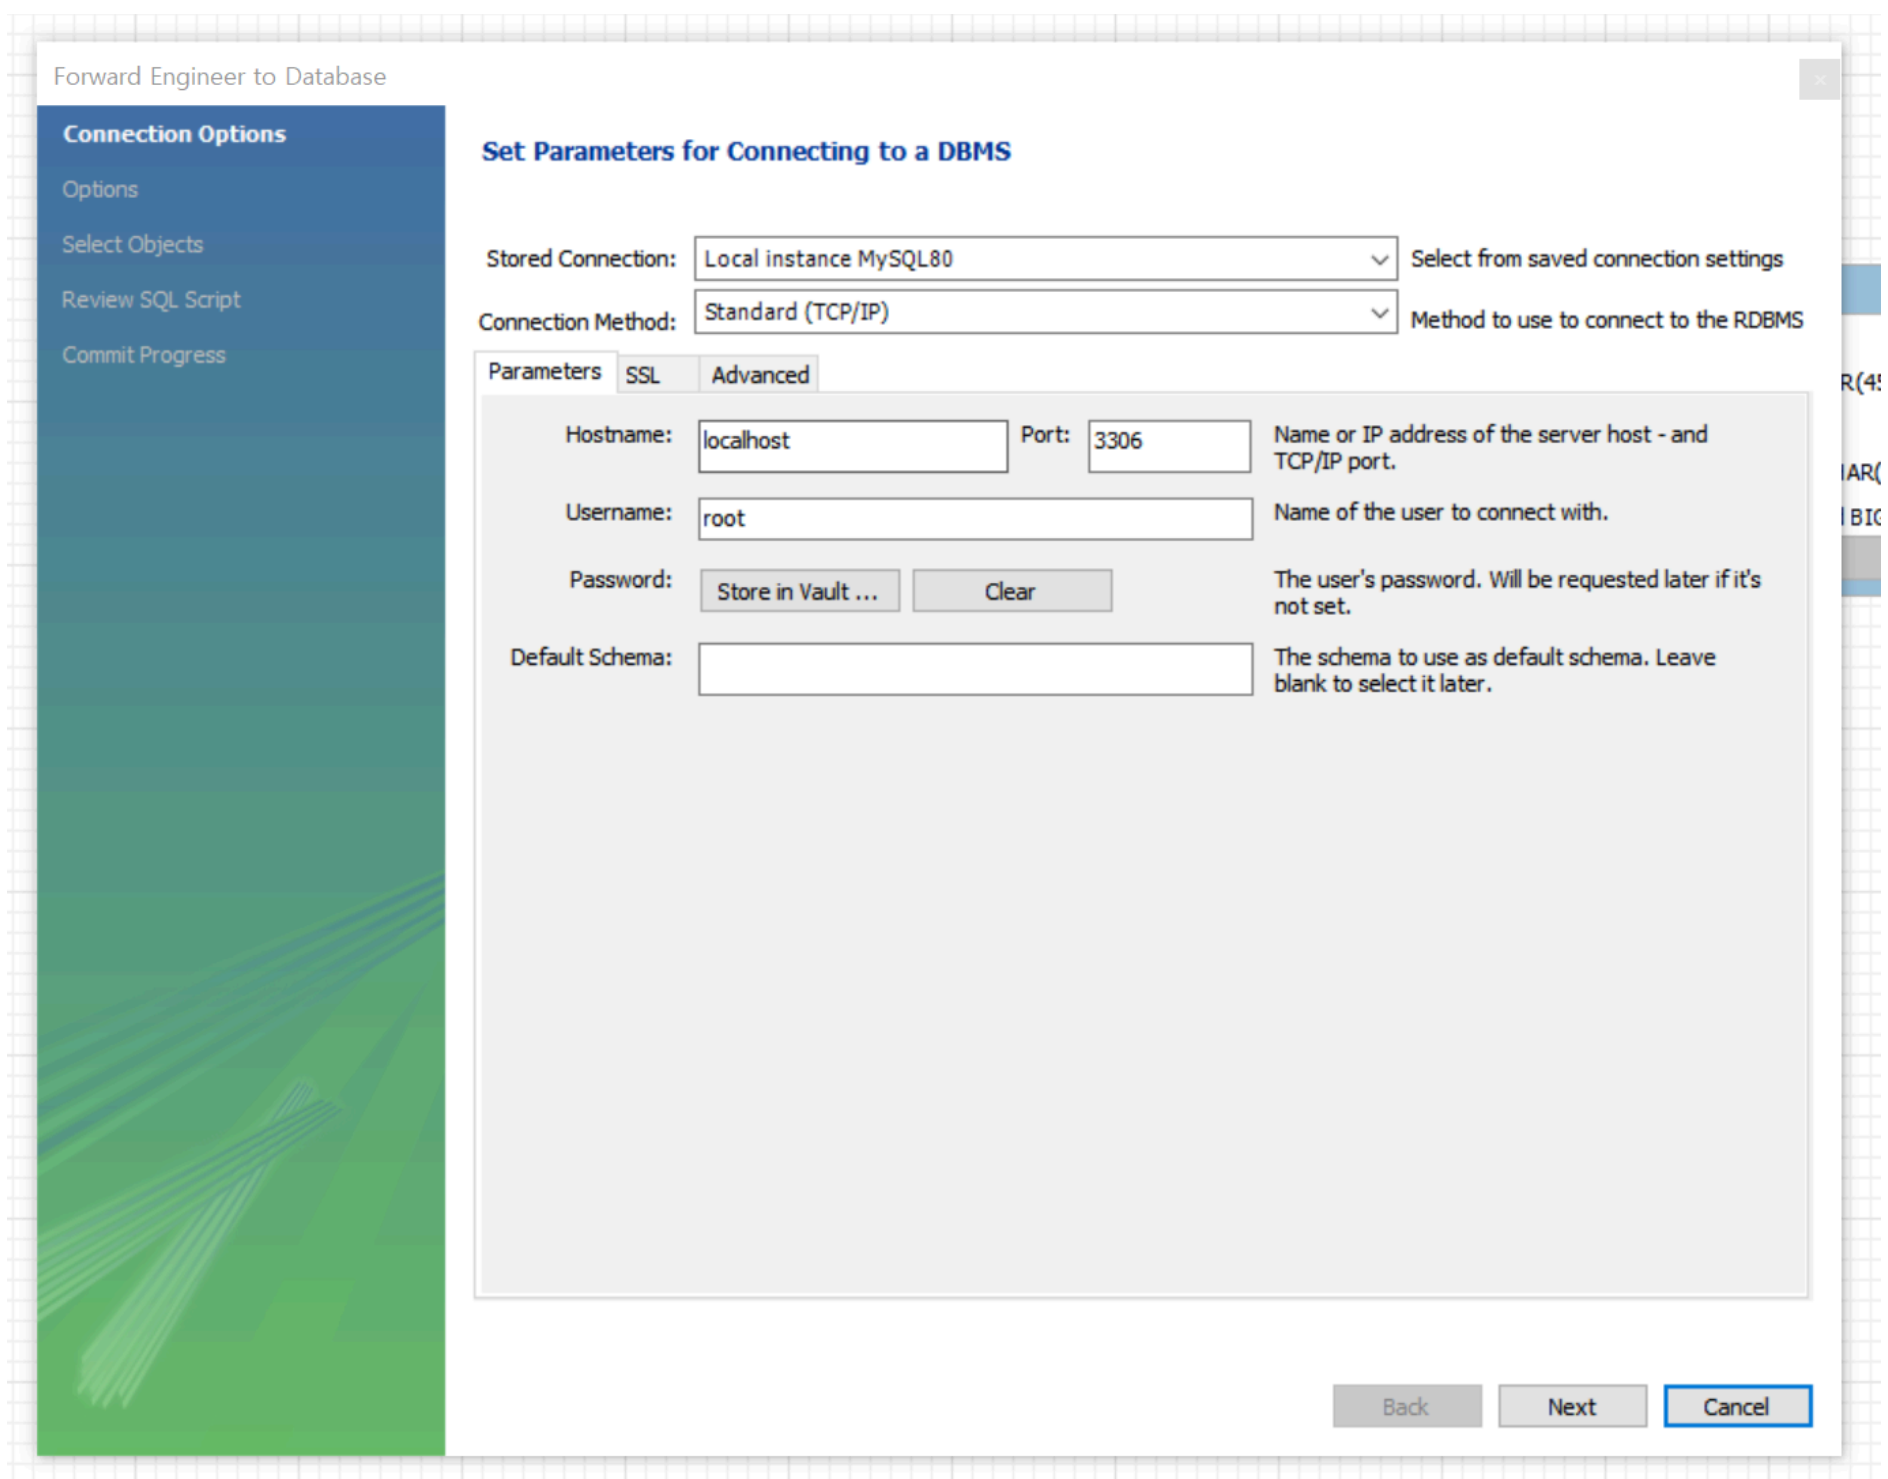 Forward Engineer to Database
Connection Options
Options
Select Objects
Review SQL Script
Commit Progress
Set Parameters for Connecting to a DBMS
Stored Connection: Local instance MySQL80 Select from saved connection settings
Connection Method: Standard (TCP/IP) Method to use to connect to the RDBMS
Parameters SSL Advanced
Hostname: localhost Port: 3306 Name or IP address of the server host - and
TCP/IP port.
Username: root Name of the user to connect with.
Password: Store in Vault ... Clear The user's password. Will be requested later if it's
not set.
Default Schema: The schema to use as default schema. Leave
blank to select it later.
Back Next Cancel